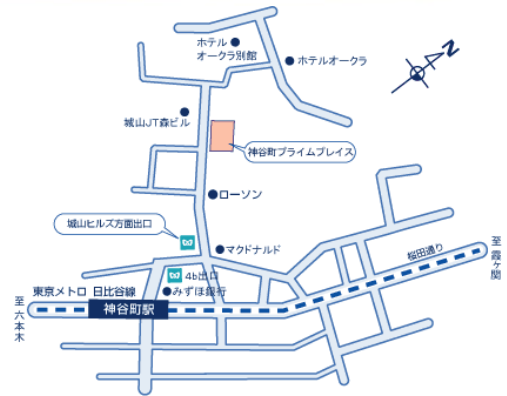 ホテル
オークラ別館
ホテルオークラ
N
城山JT森ビル
神谷町プライムプレイス
ローソン
城山ヒルズ方面出口
マクドナルド
4b出口
みずほ銀行
東京メトロ 日比谷線
神谷町駅
至 六本木
桜田通り
至 霞ヶ関